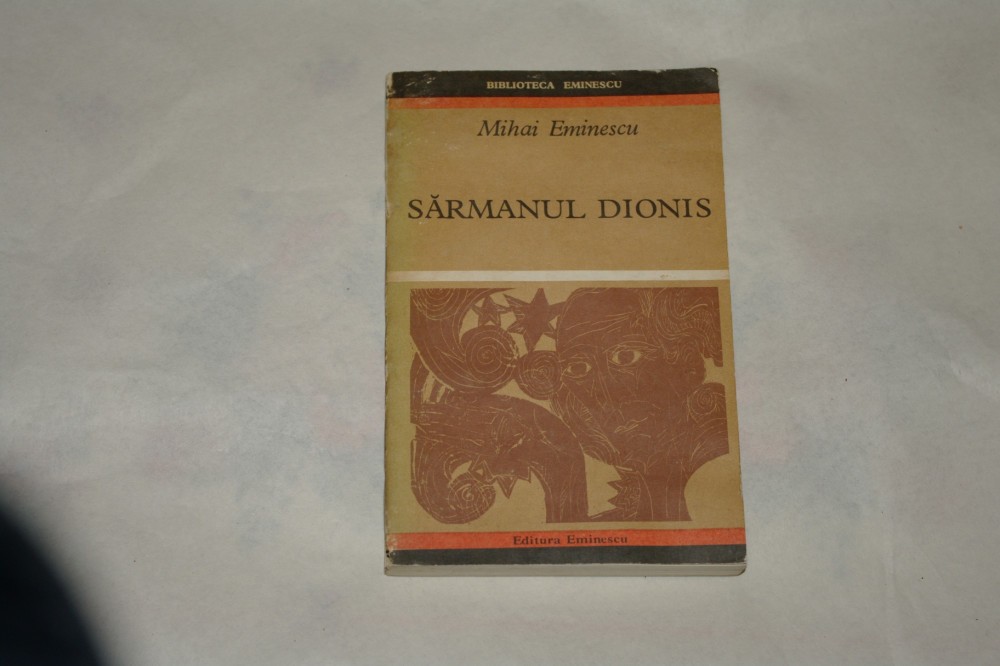 BIBLIOTECA EMINESCU
Mihai Eminescu
SĂRMANUL DIONIS
Editura Eminescu